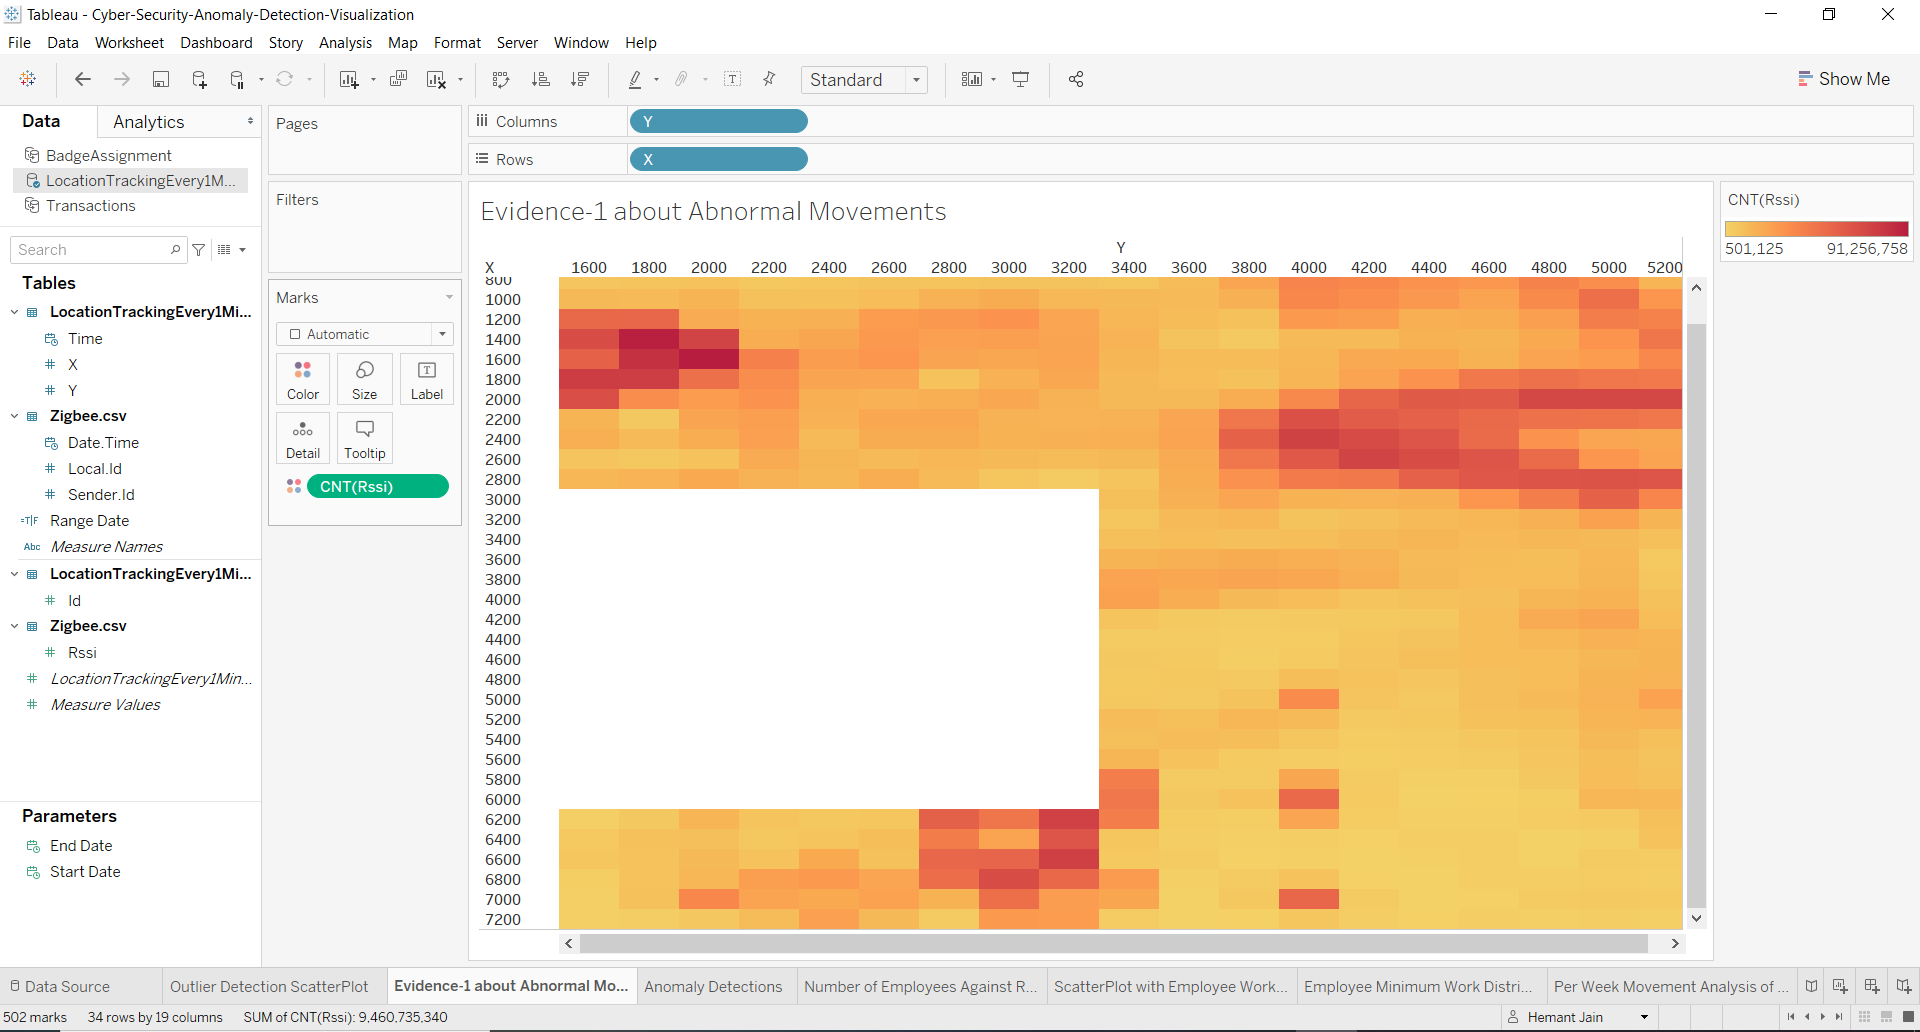 Tableau - Cyber-Security-Anomaly-Detection-Visualization
File Data Worksheet Dashboard Story Analysis Map Format Server Window Help
Standard
Show Me
Data
Analytics
BadgeAssignment
LocationTrackingEvery1M...
Transactions
Search
Tables
LocationTrackingEvery1Mi...
Time
X
Y
Zigbee.csv
Date.Time
Local.Id
Sender.Id
=T|F Range Date
Abc Measure Names
LocationTrackingEvery1Mi...
Id
Zigbee.csv
Rssi
LocationTrackingEvery1Min...
Measure Values
Parameters
End Date
Start Date
Pages
Filters
Marks
Automatic
Color
Size
Label
Detail
Tooltip
CNT(Rssi)
Columns
Y
Rows
X
Evidence-1 about Abnormal Movements
Y
X 1600 1800 2000 2200 2400 2600 2800 3000 3200 3400 3600 3800 4000 4200 4400 4600 4800 5000 5200
800
1000
1200
1400
1600
1800
2000
2200
2400
2600
2800
3000
3200
3400
3600
3800
4000
4200
4400
4600
4800
5000
5200
5400
5600
5800
6000
6200
6400
6600
6800
7000
7200
CNT(Rssi)
501,125 91,256,758
Data Source
Outlier Detection ScatterPlot
Evidence-1 about Abnormal Mo...
Anomaly Detections
Number of Employees Against R...
ScatterPlot with Employee Work...
Employee Minimum Work Distri...
Per Week Movement Analysis of ...
502 marks 34 rows by 19 columns SUM of CNT(Rssi): 9,460,735,340
Hemant Jain